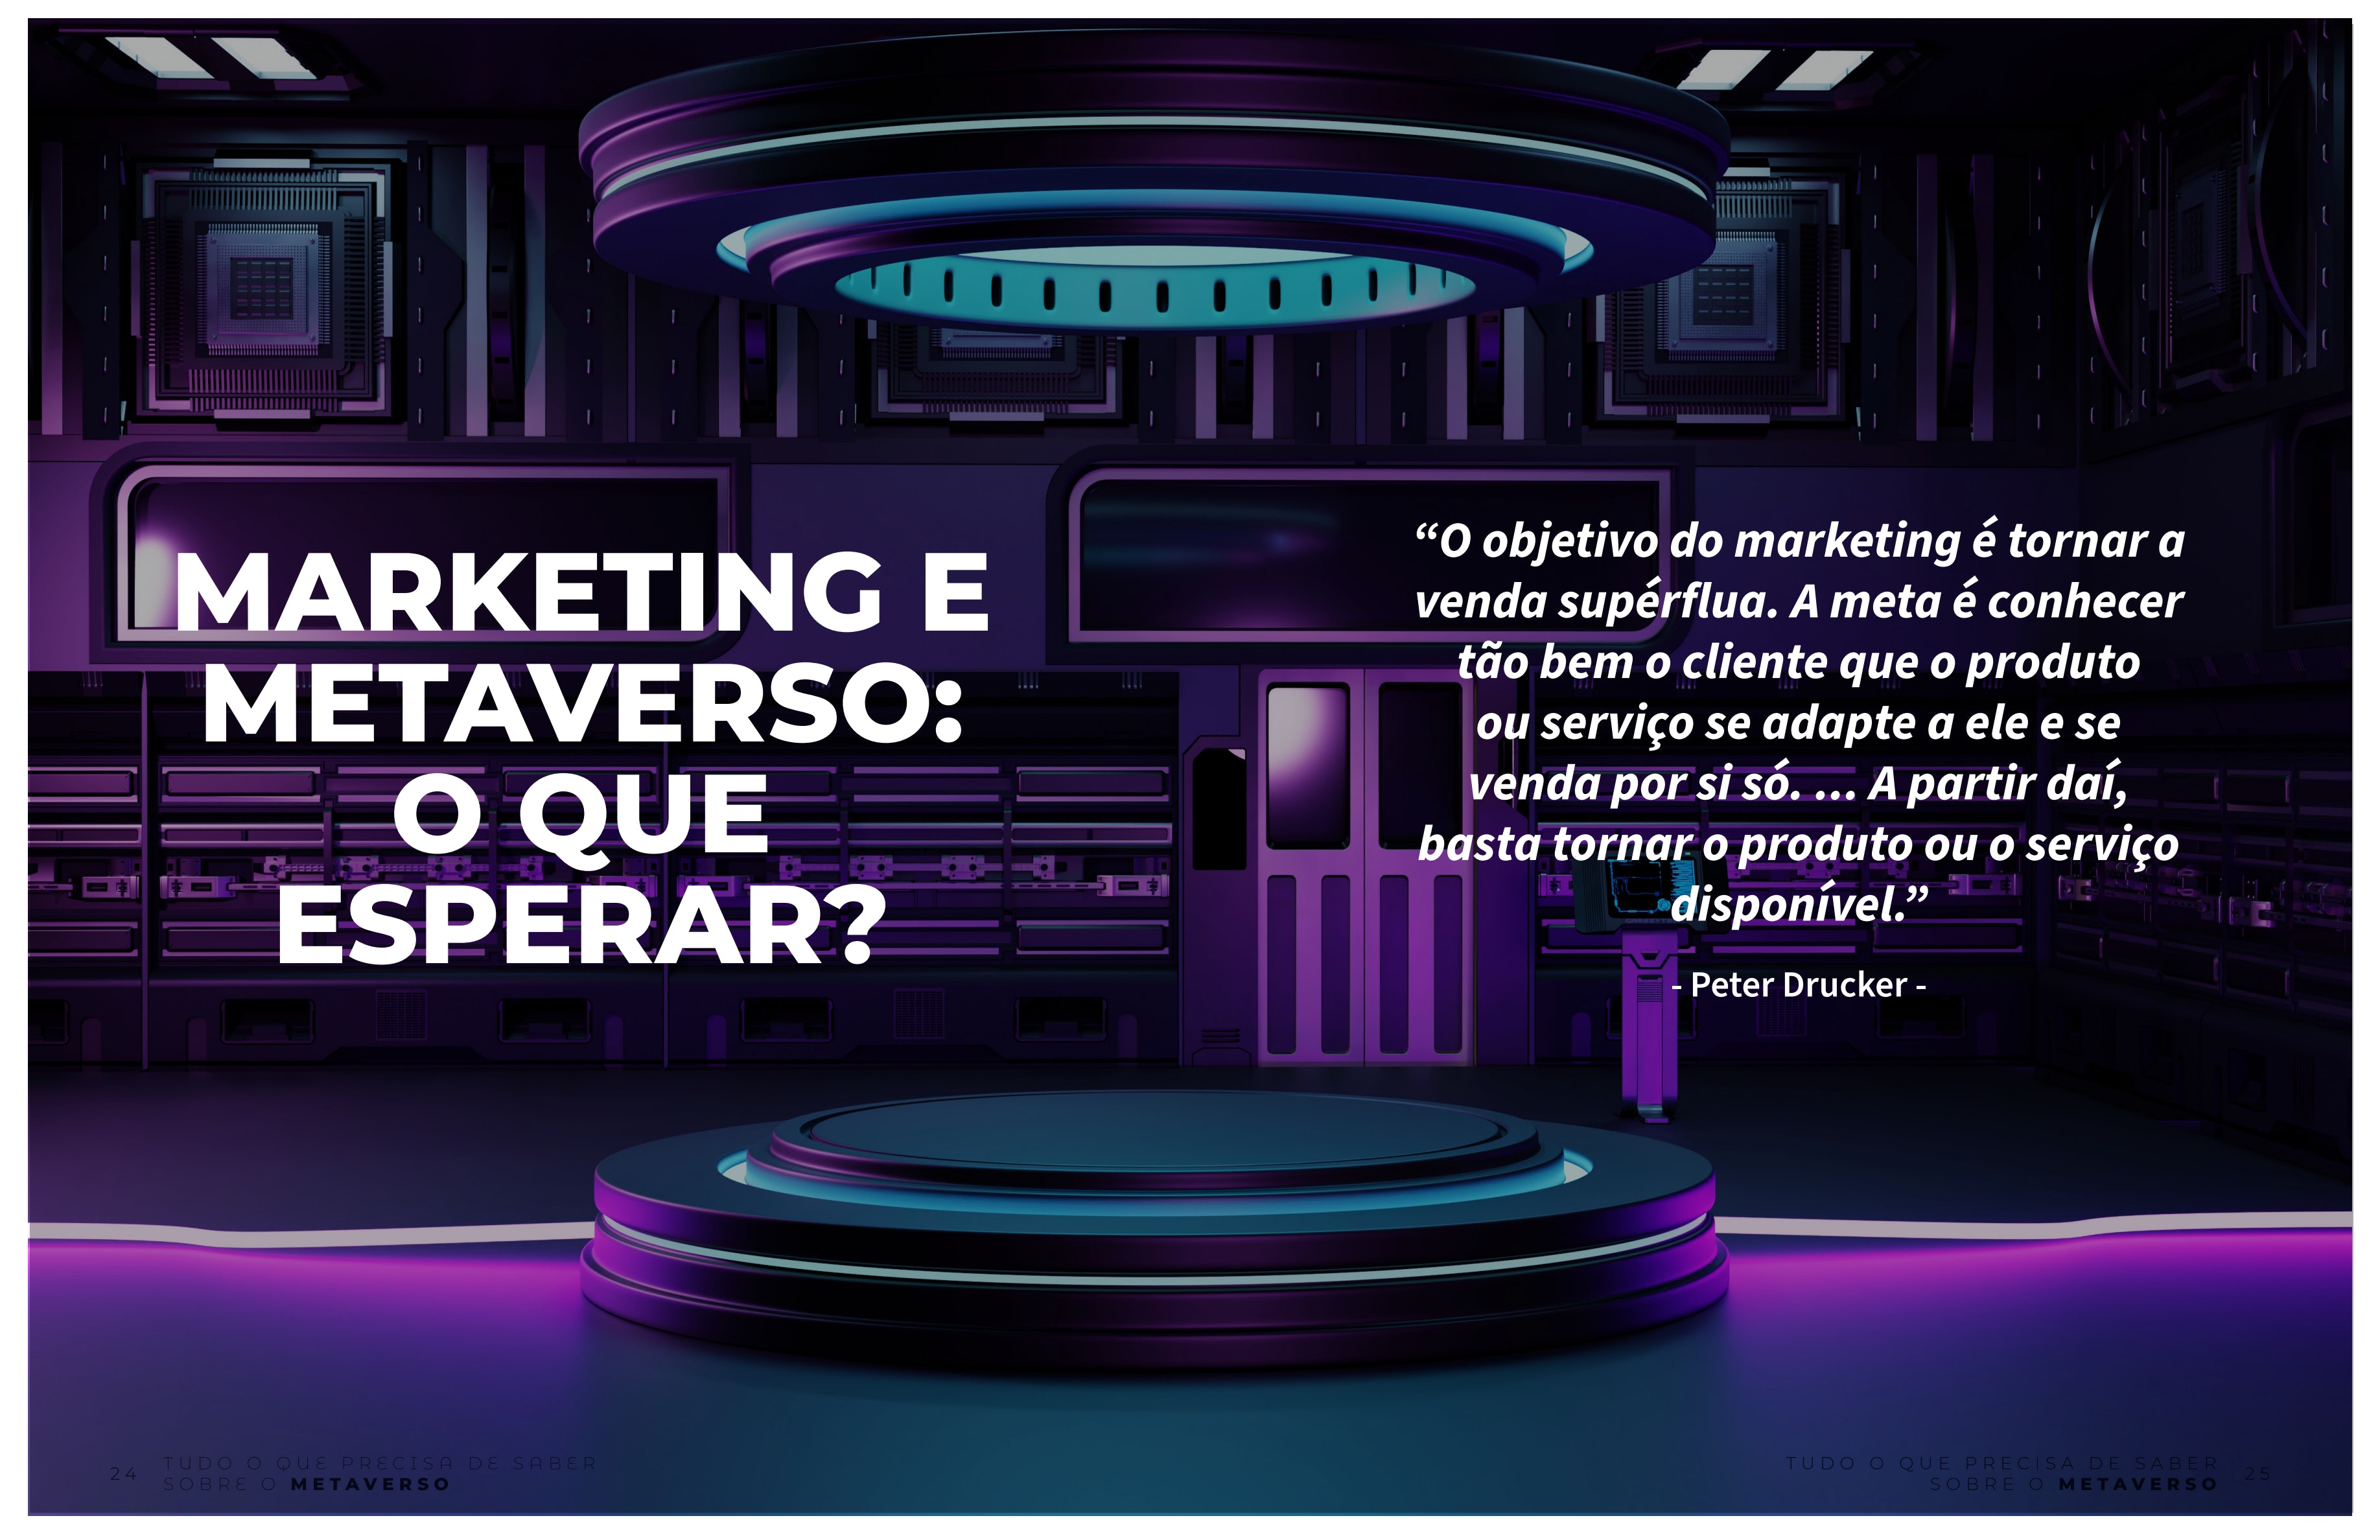 MARKETING E
METAVERSO:
O QUE
ESPERAR?
“O objetivo do marketing é tornar a
venda supérflua. A meta é conhecer
tão bem o cliente que o produto
ou serviço se adapte a ele e se
venda por si só. ... A partir daí,
basta tornar o produto ou o serviço
disponível.”
- Peter Drucker -
24
TUDO O QUE PRECISA DE SABER
SOBRE O METAVERSO
TUDO O QUE PRECISA DE SABER
SOBRE O METAVERSO
25